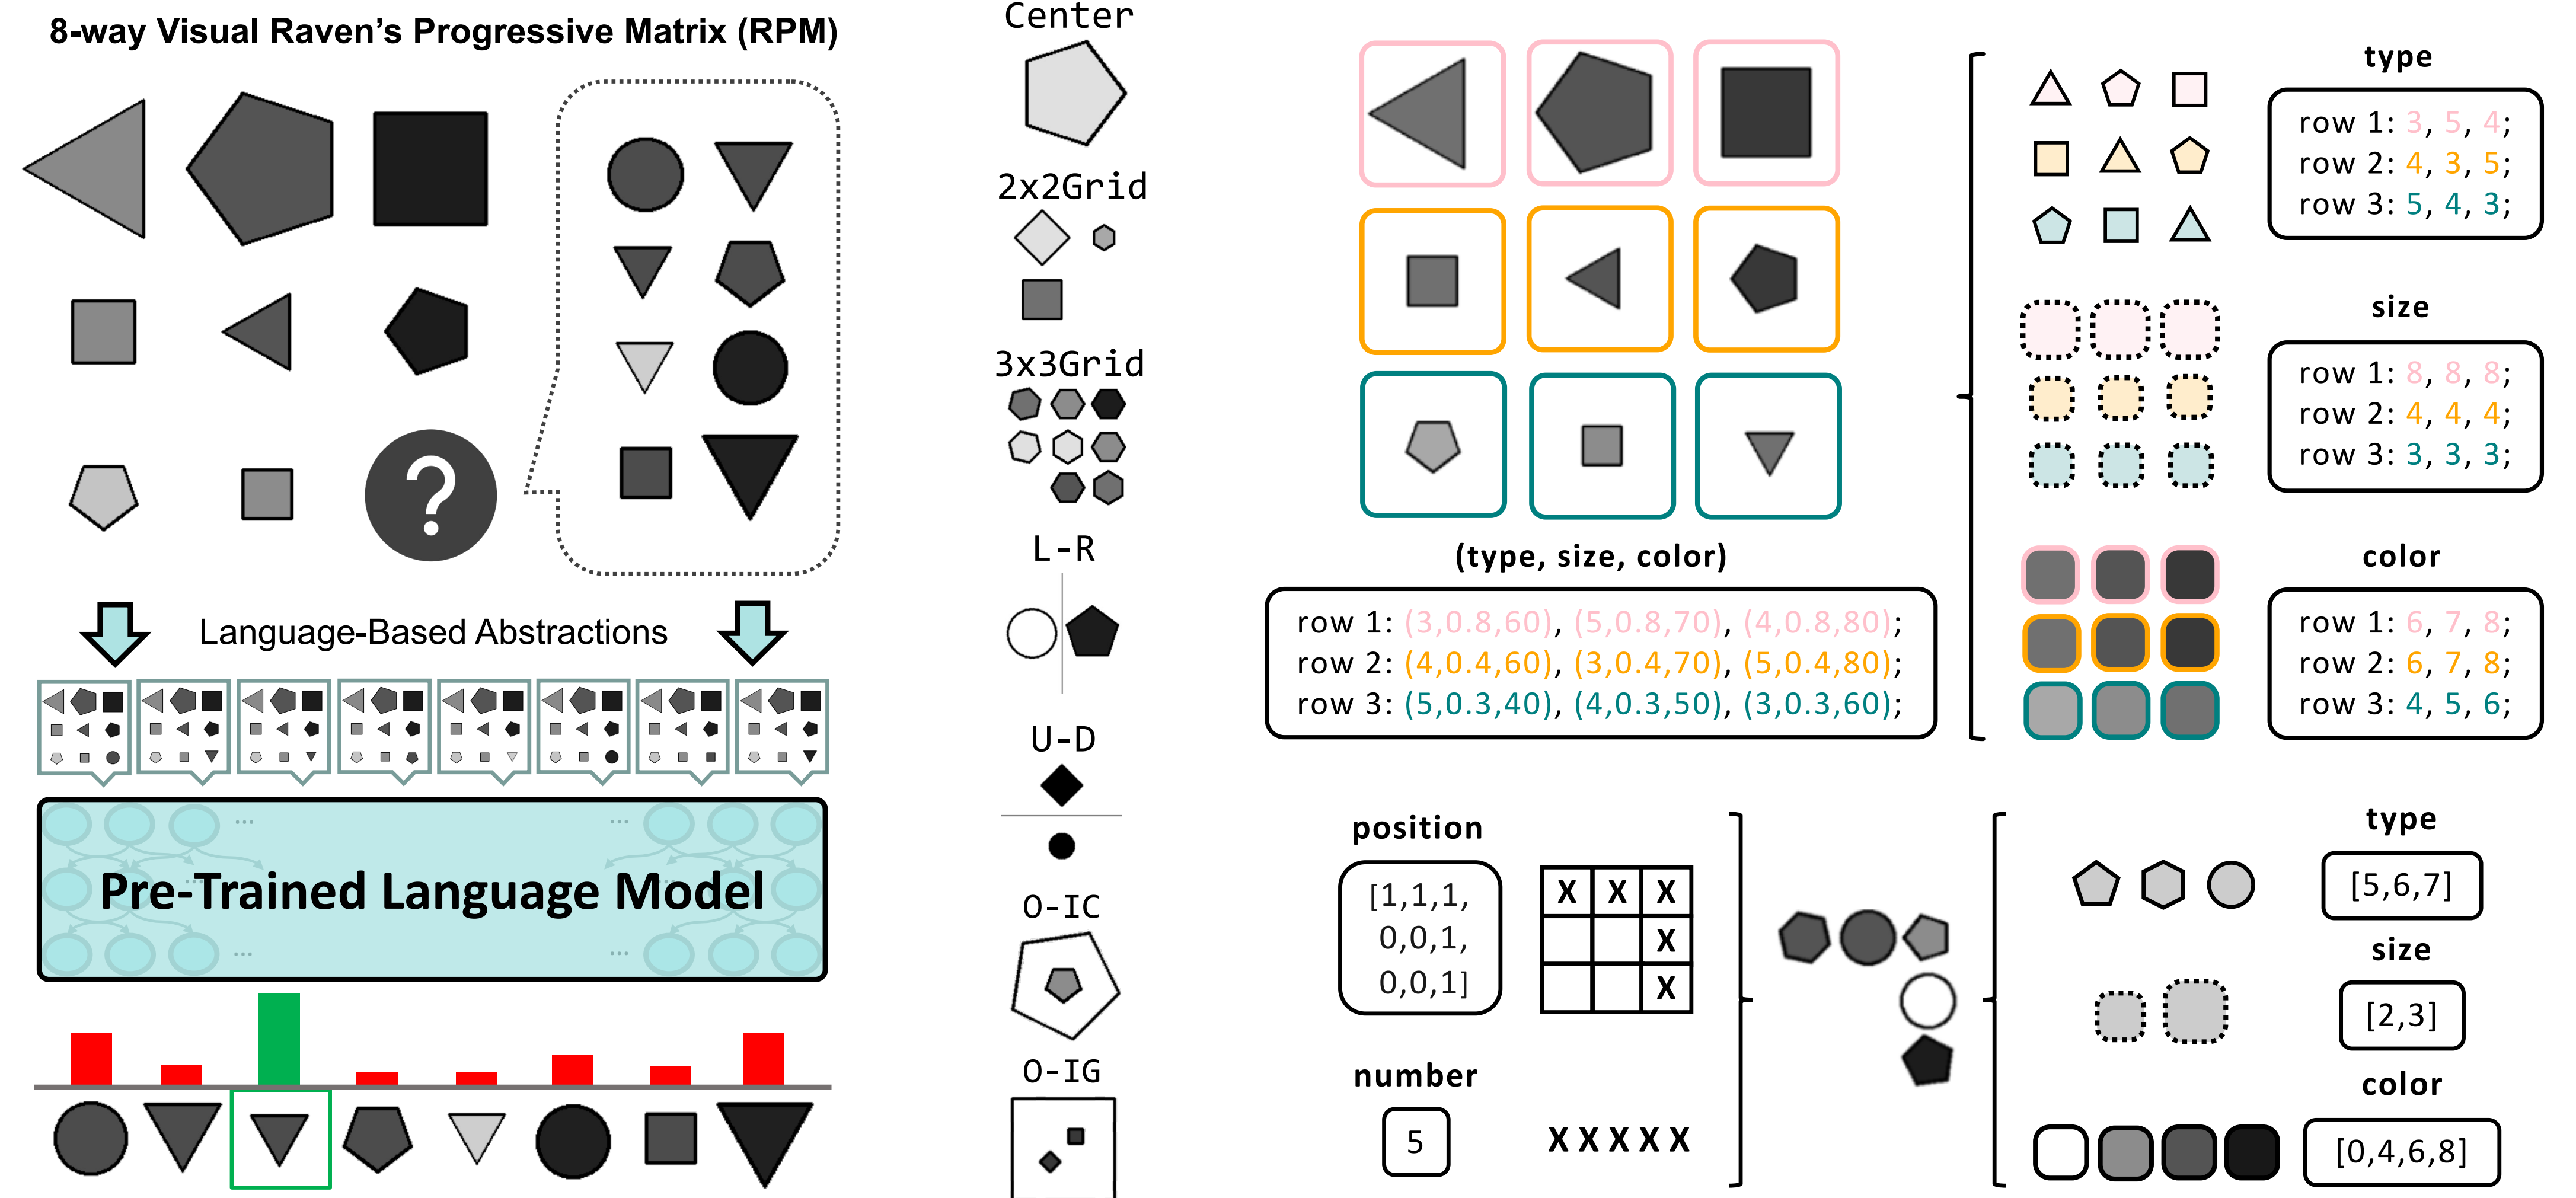 8-way Visual Raven's Progressive Matrix (RPM)
?
Language-Based Abstractions
Pre-Trained Language Model
Center
2x2Grid
3x3Grid
L-R
U-D
O-IC
O-IG
(type, size, color)
row 1: (3,0.8,60), (5,0.8,70), (4,0.8,80);
row 2: (4,0.4,60), (3,0.4,70), (5,0.4,80);
row 3: (5,0.3,40), (4,0.3,50), (3,0.3,60);
type
row 1: 3, 5, 4;
row 2: 4, 3, 5;
row 3: 5, 4, 3;
size
row 1: 8, 8, 8;
row 2: 4, 4, 4;
row 3: 3, 3, 3;
color
row 1: 6, 7, 8;
row 2: 6, 7, 8;
row 3: 4, 5, 6;
position
[1,1,1,
0,0,1,
0,0,1]
X X X
X
X
number
5
X X X X X
type
[5,6,7]
size
[2,3]
color
[0,4,6,8]